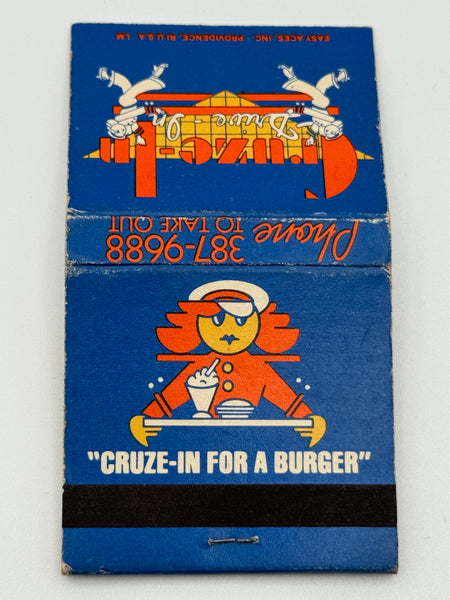 Cruze-In
Drive-In
EASY ACES, INC. - PROVIDENCE, RI U.S.A. LM
Phone 387-9688
TO TAKE OUT
"CRUZE-IN FOR A BURGER"